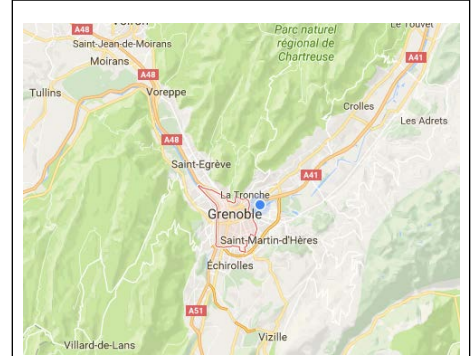 A48
Voiron
Parc naturel
régional de
Chartreuse
Le Touvet
Saint-Jean-de-Moirans
Moirans
A48
A41
Tullins
Voreppe
Crolles
Les Adrets
A48
Saint-Egrève
A41
La Tronche
Grenoble
Saint-Martin-d'Hères
Échirolles
A51
Vizille
Villard-de-Lans